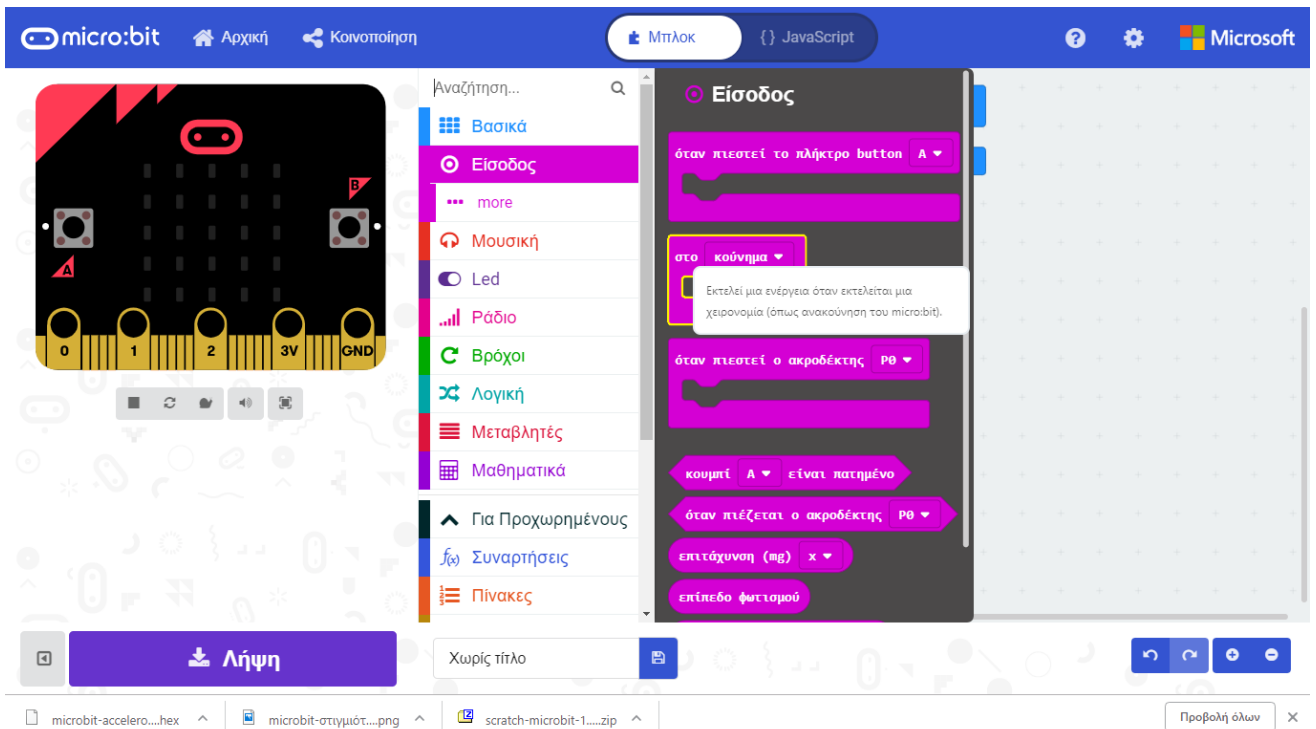 micro:bit
Αρχική
Κοινοποίηση
Μπλοκ
{} JavaScript
Microsoft
Αναζήτηση...
Βασικά
Είσοδος
more
Μουσική
Led
Ράδιο
Βρόχοι
Λογική
Μεταβλητές
Μαθηματικά
Για Προχωρημένους
f(x) Συναρτήσεις
Πίνακες
B
A
0 1 2 3V GND
Είσοδος
όταν πιεστεί το πλήκτρο button A
στο κούνημα
Εκτελεί μια ενέργεια όταν εκτελείται μια
χειρονομία (όπως ανακούνηση του micro:bit).
όταν πιεστεί ο ακροδέκτης P0
κουμπί A είναι πατημένο
όταν πιέζεται ο ακροδέκτης P0
επιτάχυνση (mg) x
επίπεδο φωτισμού
Λήψη
Χωρίς τίτλο
microbit-accelero....hex
microbit-στιγμιότ....png
scratch-microbit-1.....zip
Προβολή όλων